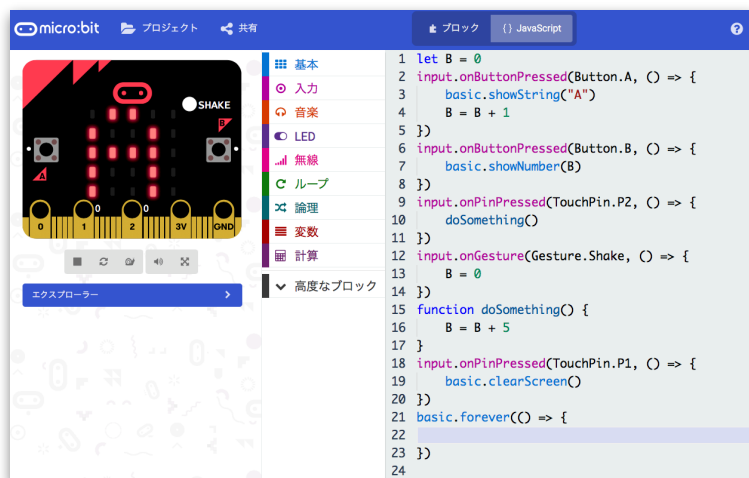 micro:bit プロジェクト 共有 ブロック {} JavaScript ?
SHAKE
B
A
0 0
0 1 2 3V GND
エクスプローラー
基本
入力
音楽
LED
無線
ループ
論理
変数
計算
高度なブロック
1 let B = 0
2 input.onButtonPressed(Button.A, () => {
3 basic.showString("A")
4 B = B + 1
5 })
6 input.onButtonPressed(Button.B, () => {
7 basic.showNumber(B)
8 })
9 input.onPinPressed(TouchPin.P2, () => {
10 doSomething()
11 })
12 input.onGesture(Gesture.Shake, () => {
13 B = 0
14 })
15 function doSomething() {
16 B = B + 5
17 }
18 input.onPinPressed(TouchPin.P1, () => {
19 basic.clearScreen()
20 })
21 basic.forever(() => {
22
23 })
24